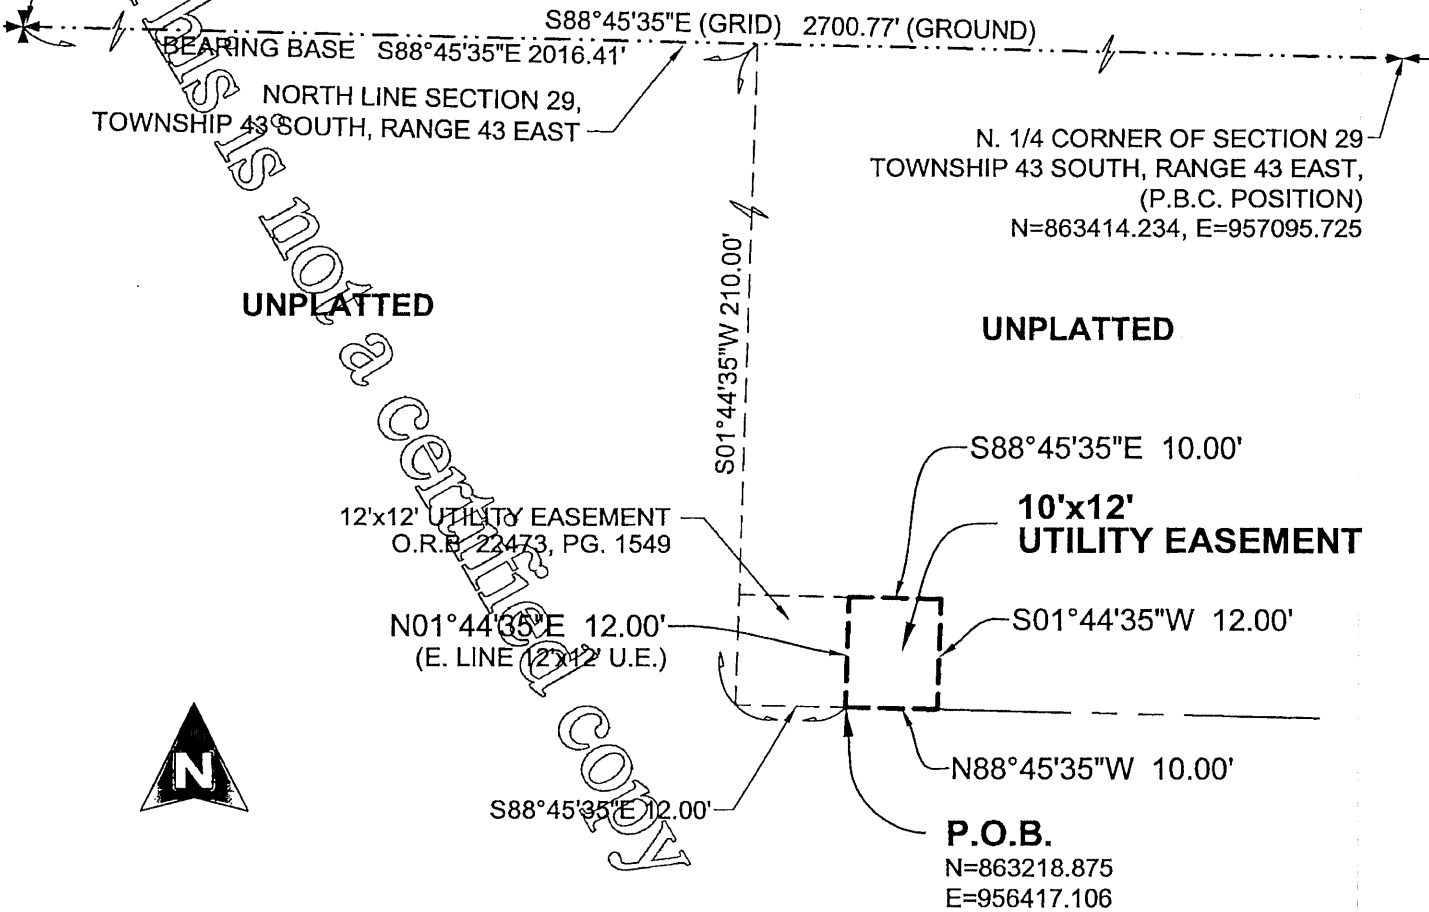 S88°45'35"E (GRID) 2700.77' (GROUND)
BEARING BASE S88°45'35"E 2016.41'
NORTH LINE SECTION 29,
TOWNSHIP 43 SOUTH, RANGE 43 EAST
N. 1/4 CORNER OF SECTION 29
TOWNSHIP 43 SOUTH, RANGE 43 EAST,
(P.B.C. POSITION)
N=863414.234, E=957095.725
This is not a certified copy
UNPLATTED
UNPLATTED
S01°44'35"W 210.00'
S88°45'35"E 10.00'
10'x12'
UTILITY EASEMENT
12'x12' UTILITY EASEMENT
O.R.B. 22473, PG. 1549
N01°44'35"E 12.00'
(E. LINE 12'x12' U.E.)
S01°44'35"W 12.00'
N
N88°45'35"W 10.00'
S88°45'35"E 12.00'
P.O.B.
N=863218.875
E=956417.106